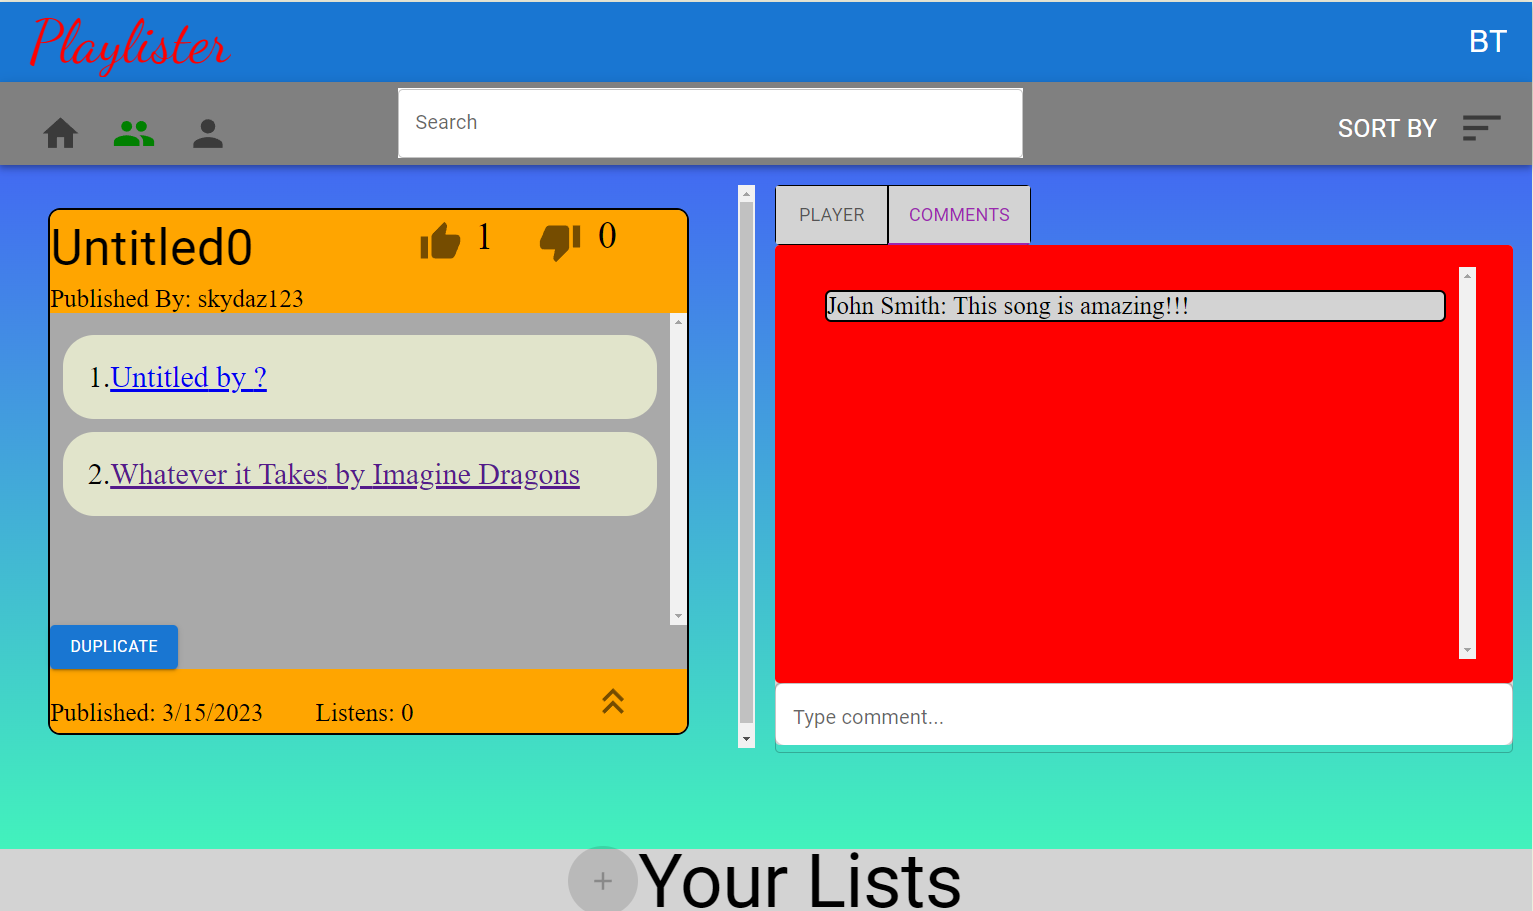 Playlister
BT
Search
SORT BY
Untitled0
1
0
Published By: skydaz123
1.Untitled by ?
2.Whatever it Takes by Imagine Dragons
DUPLICATE
Published: 3/15/2023
Listens: 0
PLAYER
COMMENTS
John Smith: This song is amazing!!!
Type comment...
+
Your Lists